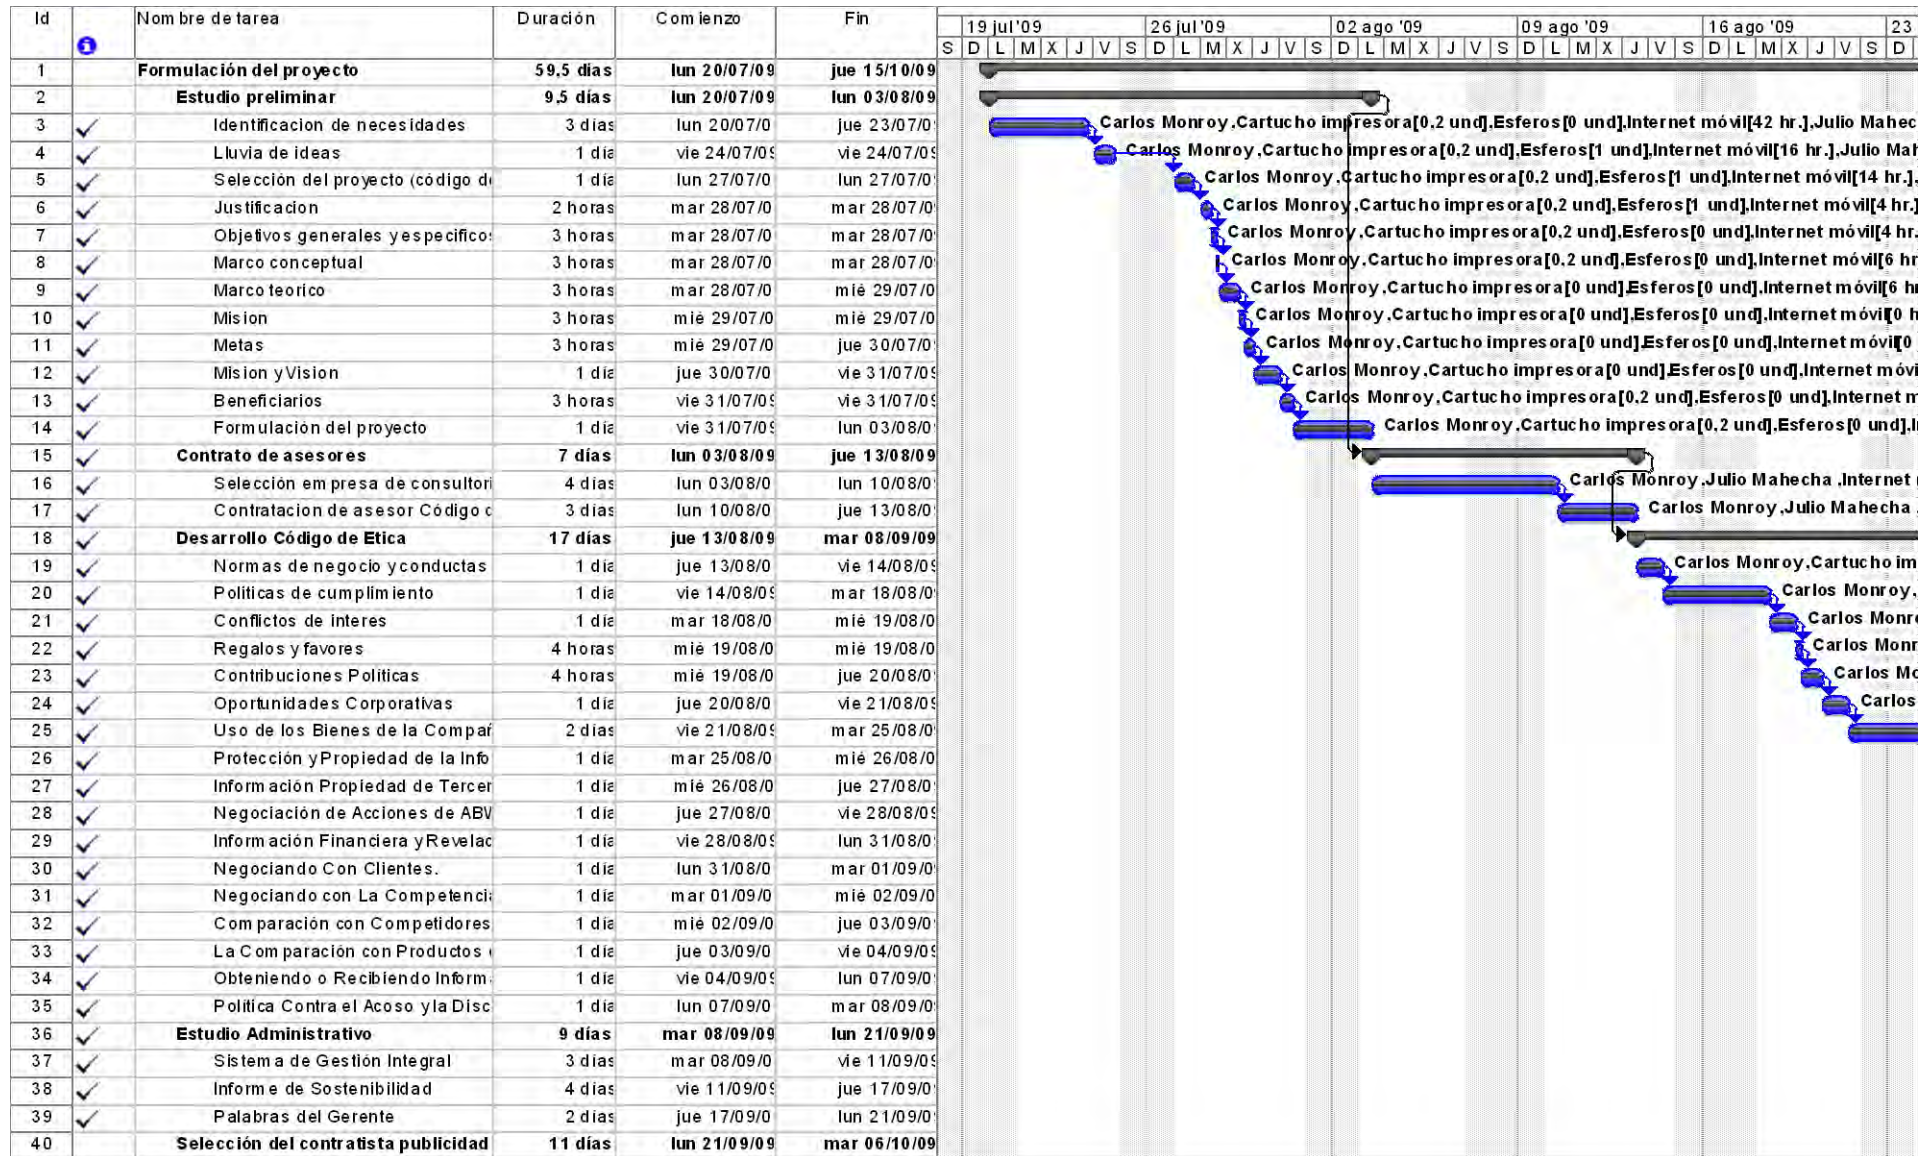 Id Nombre de tarea Duración Comienzo Fin
19 jul '09 26 jul '09 02 ago '09 09 ago '09 16 ago '09 23
S D L M X J V S D L M X J V S D L M X J V S D L M X J V S D L M X J V S D
1 Formulación del proyecto 59,5 días lun 20/07/09 jue 15/10/09
2 Estudio preliminar 9,5 días lun 20/07/09 lun 03/08/09
3 Identificacion de necesidades 3 días lun 20/07/0 jue 23/07/0 Carlos Monroy,Cartucho impresora[0,2 und],Esferos[0 und],Internet móvil[42 hr.],Julio Mahec
4 Lluvia de ideas 1 día vie 24/07/09 vie 24/07/09 Carlos Monroy,Cartucho impresora[0,2 und],Esferos[1 und],Internet móvil[16 hr.],Julio Mah
5 Selección del proyecto (código de 1 día lun 27/07/0 lun 27/07/0 Carlos Monroy,Cartucho impresora[0,2 und],Esferos[1 und],Internet móvil[14 hr.],
6 Justificacion 2 horas mar 28/07/0 mar 28/07/0 Carlos Monroy,Cartucho impresora[0,2 und],Esferos[1 und],Internet móvil[4 hr.]
7 Objetivos generales y especificos 3 horas mar 28/07/0 mar 28/07/0 Carlos Monroy,Cartucho impresora[0,2 und],Esferos[0 und],Internet móvil[4 hr.
8 Marco conceptual 3 horas mar 28/07/0 mar 28/07/0 Carlos Monroy,Cartucho impresora[0,2 und],Esferos[0 und],Internet móvil[6 hr
9 Marco teorico 3 horas mar 28/07/0 mié 29/07/0 Carlos Monroy,Cartucho impresora[0 und],Esferos[0 und],Internet móvil[6 h
10 Mision 3 horas mié 29/07/0 mié 29/07/0 Carlos Monroy,Cartucho impresora[0 und],Esferos[0 und],Internet móvil[0 h
11 Metas 3 horas mié 29/07/0 jue 30/07/0 Carlos Monroy,Cartucho impresora[0 und],Esferos[0 und],Internet móvil[0
12 Mision y Vision 1 día jue 30/07/0 vie 31/07/09 Carlos Monroy,Cartucho impresora[0 und],Esferos[0 und],Internet móvi
13 Beneficiarios 3 horas vie 31/07/09 vie 31/07/09 Carlos Monroy,Cartucho impresora[0,2 und],Esferos[0 und],Internet m
14 Formulación del proyecto 1 día vie 31/07/09 lun 03/08/0 Carlos Monroy,Cartucho impresora[0,2 und],Esferos[0 und],I
15 Contrato de asesores 7 días lun 03/08/09 jue 13/08/09
16 Selección empresa de consultori 4 días lun 03/08/0 lun 10/08/0 Carlos Monroy,Julio Mahecha ,Internet
17 Contratacion de asesor Código d 3 días lun 10/08/0 jue 13/08/0 Carlos Monroy,Julio Mahecha ,
18 Desarrollo Código de Etica 17 días jue 13/08/09 mar 08/09/09
19 Normas de negocio y conductas 1 día jue 13/08/0 vie 14/08/09 Carlos Monroy,Cartucho im
20 Políticas de cumplimiento 1 día vie 14/08/09 mar 18/08/0 Carlos Monroy,
21 Conflictos de interes 1 día mar 18/08/0 mié 19/08/0 Carlos Monro
22 Regalos y favores 4 horas mié 19/08/0 mié 19/08/0 Carlos Monr
23 Contribuciones Politicas 4 horas mié 19/08/0 jue 20/08/0 Carlos Mo
24 Oportunidades Corporativas 1 día jue 20/08/0 vie 21/08/09 Carlos
25 Uso de los Bienes de la Compañ 2 días vie 21/08/09 mar 25/08/0
26 Protección y Propiedad de la Info 1 día mar 25/08/0 mié 26/08/0
27 Información Propiedad de Tercer 1 día mié 26/08/0 jue 27/08/0
28 Negociación de Acciones de ABW 1 día jue 27/08/0 vie 28/08/09
29 Información Financiera y Revelac 1 día vie 28/08/09 lun 31/08/0
30 Negociando Con Clientes. 1 día lun 31/08/0 mar 01/09/0
31 Negociando con La Competenci 1 día mar 01/09/0 mié 02/09/0
32 Comparación con Competidores 1 día mié 02/09/0 jue 03/09/0
33 La Comparación con Productos 1 día jue 03/09/0 vie 04/09/09
34 Obteniendo o Recibiendo Inform 1 día vie 04/09/09 lun 07/09/0
35 Política Contra el Acoso y la Disc 1 día lun 07/09/0 mar 08/09/0
36 Estudio Administrativo 9 días mar 08/09/09 lun 21/09/09
37 Sistema de Gestión Integral 3 días mar 08/09/0 vie 11/09/09
38 Informe de Sostenibilidad 4 días vie 11/09/09 jue 17/09/0
39 Palabras del Gerente 2 días jue 17/09/0 lun 21/09/0
40 Selección del contratista publicidad 11 días lun 21/09/09 mar 06/10/09